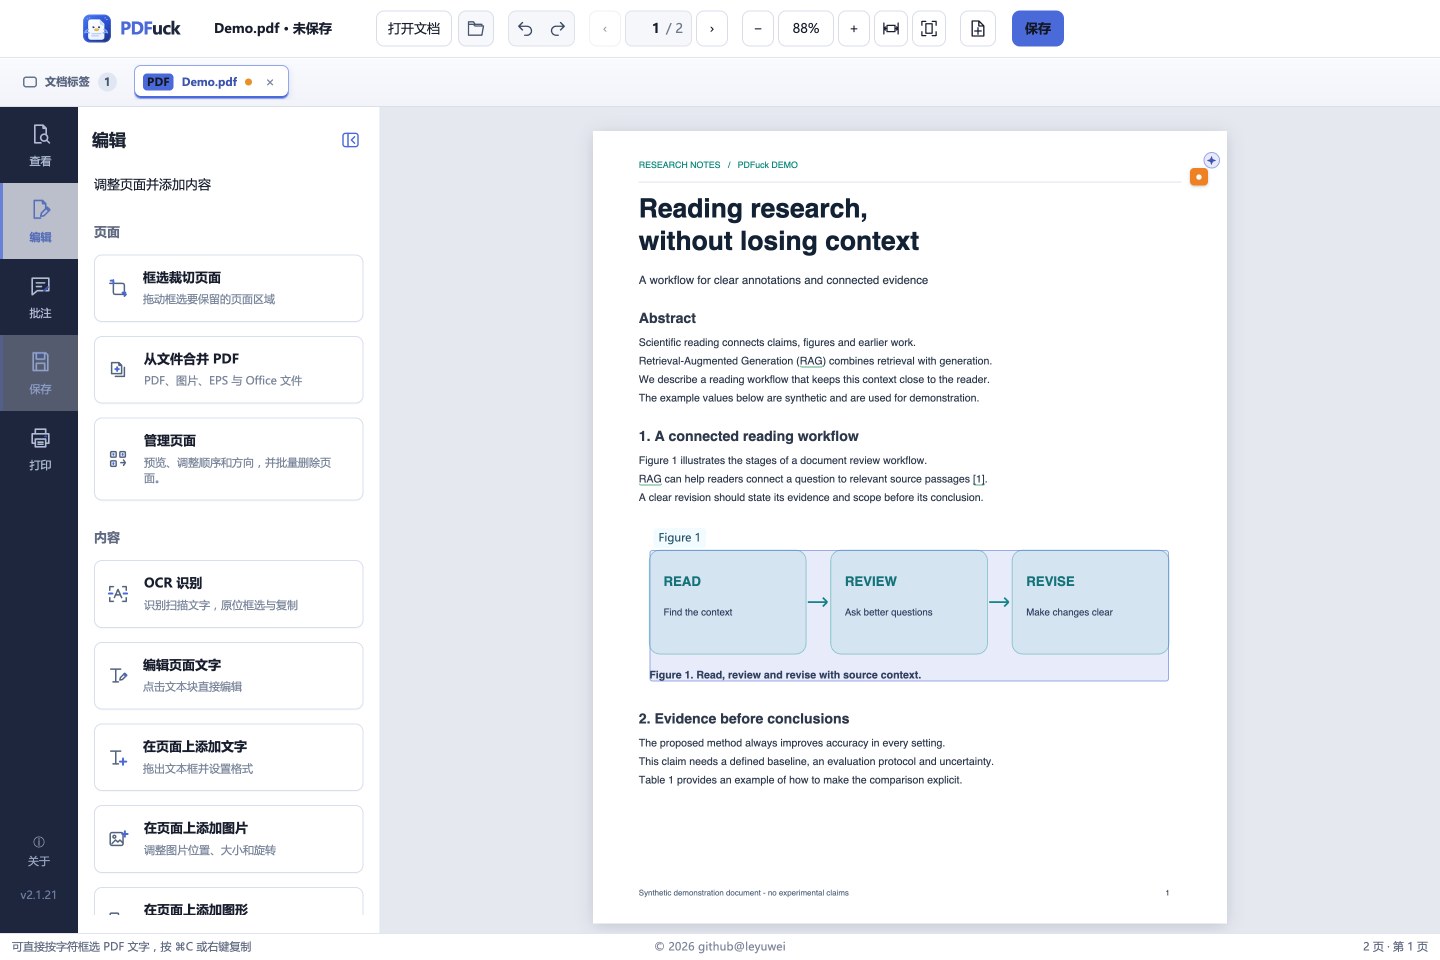 PDFuck
Demo.pdf • 未保存
打开文档
‹
1 / 2
›
−
88%
+
保存
文档标签 1
PDF Demo.pdf ×
查看
编辑
批注
保存
打印
关于
v2.1.21
编辑
调整页面并添加内容
页面
框选裁切页面
拖动框选要保留的页面区域
从文件合并 PDF
PDF、图片、EPS 与 Office 文件
管理页面
预览、调整顺序和方向，并批量删除页
面。
内容
OCR 识别
识别扫描文字，原位框选与复制
编辑页面文字
点击文本块直接编辑
在页面上添加文字
拖出文本框并设置格式
在页面上添加图片
调整图片位置、大小和旋转
在页面上添加图形
RESEARCH NOTES / PDFuck DEMO
Reading research,
without losing context
A workflow for clear annotations and connected evidence
Abstract
Scientific reading connects claims, figures and earlier work.
Retrieval-Augmented Generation (RAG) combines retrieval with generation.
We describe a reading workflow that keeps this context close to the reader.
The example values below are synthetic and are used for demonstration.
1. A connected reading workflow
Figure 1 illustrates the stages of a document review workflow.
RAG can help readers connect a question to relevant source passages [1].
A clear revision should state its evidence and scope before its conclusion.
Figure 1
READ
Find the context
REVIEW
Ask better questions
REVISE
Make changes clear
Figure 1. Read, review and revise with source context.
2. Evidence before conclusions
The proposed method always improves accuracy in every setting.
This claim needs a defined baseline, an evaluation protocol and uncertainty.
Table 1 provides an example of how to make the comparison explicit.
Synthetic demonstration document - no experimental claims
1
可直接按字符框选 PDF 文字，按 ⌘C 或右键复制
© 2026 github@leyuwei
2 页 · 第 1 页